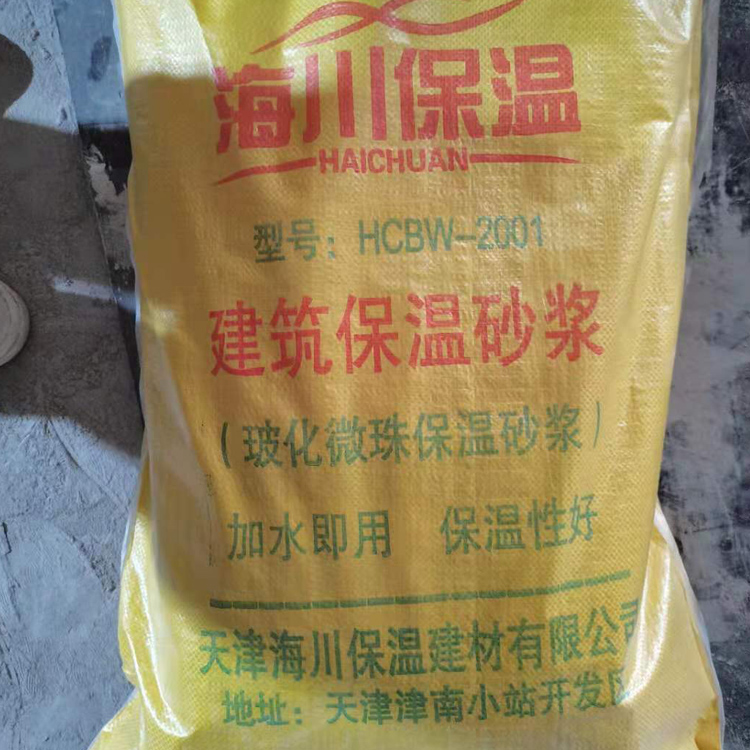 海川保温
HAICHUAN
型号：HCBW-2001
建筑保温砂浆
（玻化微珠保温砂浆）
加水即用 保温性好
天津海川保温建材有限公司
地址：天津津南小站开发区